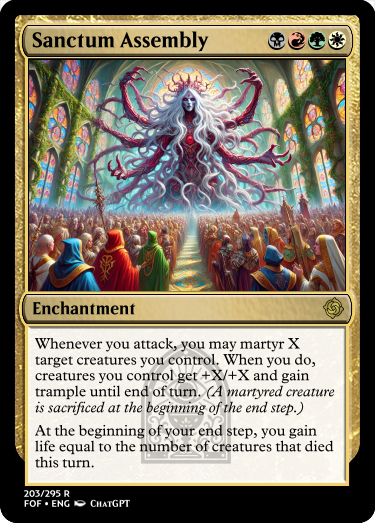 Sanctum Assembly
Enchantment
Whenever you attack, you may martyr X
target creatures you control. When you do,
creatures you control get +X/+X and gain
trample until end of turn. (A martyred creature
is sacrificed at the beginning of the end step.)
At the beginning of your end step, you gain
life equal to the number of creatures that died
this turn.
203/295 R
FOF • ENG ChatGPT